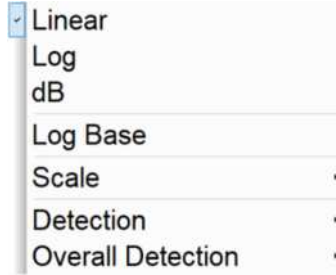 Linear
Log
dB
Log Base
Scale
Detection
Overall Detection